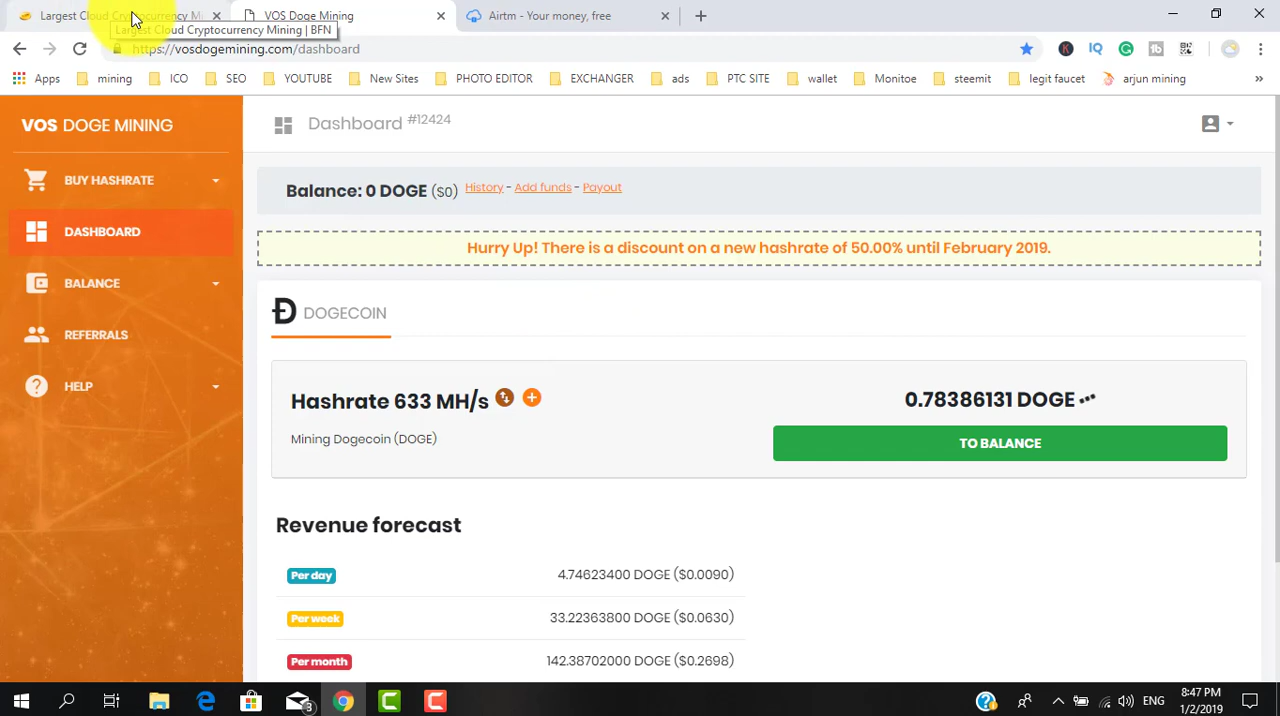 Largest Cloud Cryptocurrency Mi
VOS Doge Mining
Airtm - Your money, free
Largest Cloud Cryptocurrency Mining | BFN
https://vosdogemining.com/dashboard
Apps
mining
ICO
SEO
YOUTUBE
New Sites
PHOTO EDITOR
EXCHANGER
ads
PTC SITE
wallet
Monitoe
steemit
legit faucet
arjun mining
»
VOS DOGE MINING
Dashboard #12424
BUY HASHRATE
DASHBOARD
BALANCE
REFERRALS
HELP
Balance: 0 DOGE ($0) History - Add funds - Payout
Hurry Up! There is a discount on a new hashrate of 50.00% until February 2019.
DOGECOIN
Hashrate 633 MH/s
Mining Dogecoin (DOGE)
0.78386131 DOGE
TO BALANCE
Revenue forecast
Per day 4.74623400 DOGE ($0.0090)
Per week 33.22363800 DOGE ($0.0630)
Per month 142.38702000 DOGE ($0.2698)
3
ENG
8:47 PM
1/2/2019